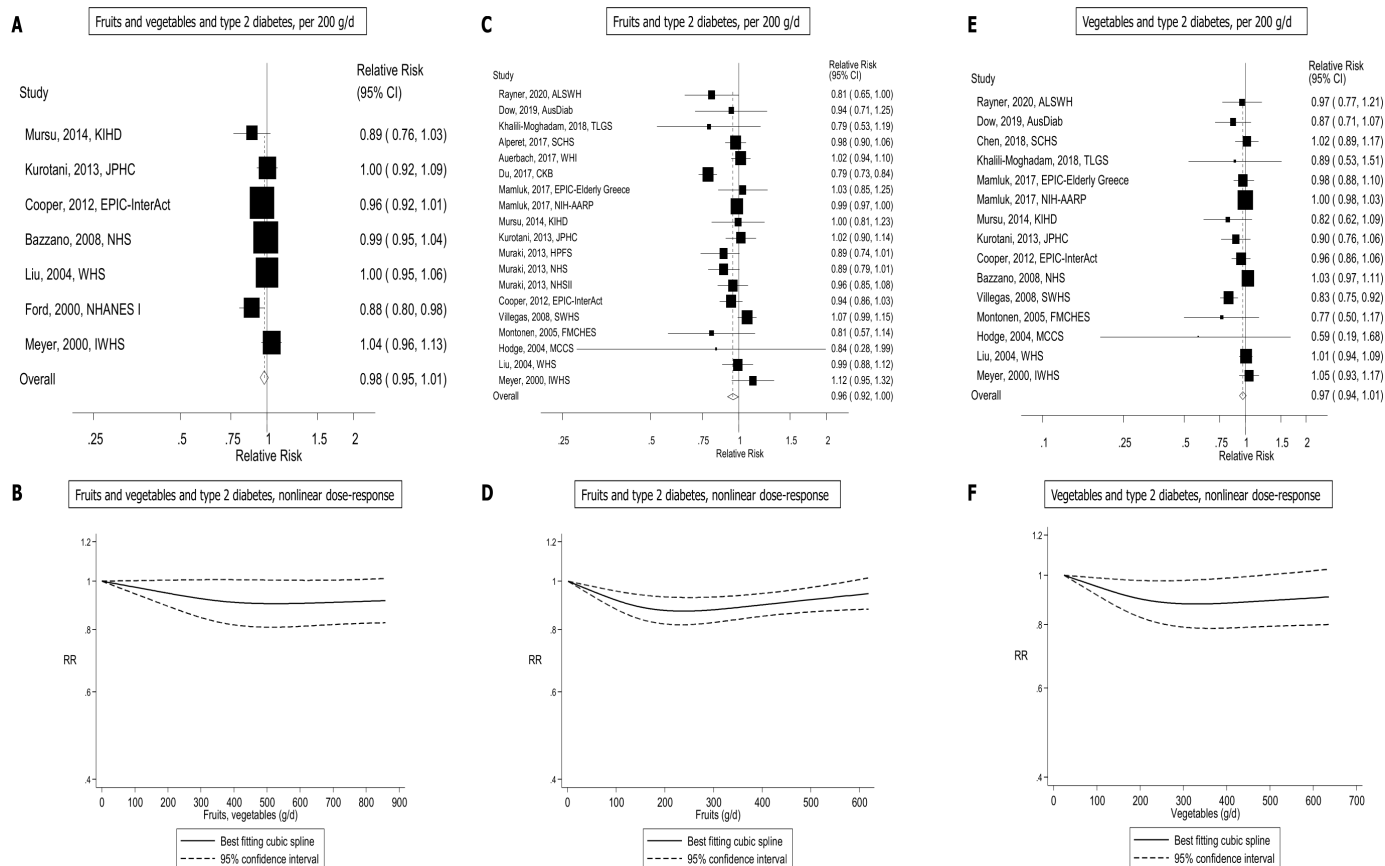 A
Fruits and vegetables and type 2 diabetes, per 200 g/d
Relative Risk
Study (95% CI)
Mursu, 2014, KIHD 0.89 ( 0.76, 1.03)
Kurotani, 2013, JPHC 1.00 ( 0.92, 1.09)
Cooper, 2012, EPIC-InterAct 0.96 ( 0.92, 1.01)
Bazzano, 2008, NHS 0.99 ( 0.95, 1.04)
Liu, 2004, WHS 1.00 ( 0.95, 1.06)
Ford, 2000, NHANES I 0.88 ( 0.80, 0.98)
Meyer, 2000, IWHS 1.04 ( 0.96, 1.13)
Overall 0.98 ( 0.95, 1.01)
.25 .5 .75 1 1.5 2
Relative Risk
B
Fruits and vegetables and type 2 diabetes, nonlinear dose-response
1.2
1
.8
RR
.6
.4
0 100 200 300 400 500 600 700 800 900
Fruits, vegetables (g/d)
Best fitting cubic spline
95% confidence interval
C
Fruits and type 2 diabetes, per 200 g/d
Relative Risk
Study (95% CI)
Rayner, 2020, ALSWH 0.81 ( 0.65, 1.00)
Dow, 2019, AusDiab 0.94 ( 0.71, 1.25)
Khalili-Moghadam, 2018, TLGS 0.79 ( 0.53, 1.19)
Alperet, 2017, SCHS 0.98 ( 0.90, 1.06)
Auerbach, 2017, WHI 1.02 ( 0.94, 1.10)
Du, 2017, CKB 0.79 ( 0.73, 0.84)
Mamluk, 2017, EPIC-Elderly Greece 1.03 ( 0.85, 1.25)
Mamluk, 2017, NIH-AARP 0.99 ( 0.97, 1.00)
Mursu, 2014, KIHD 1.00 ( 0.81, 1.23)
Kurotani, 2013, JPHC 1.02 ( 0.90, 1.14)
Muraki, 2013, HPFS 0.89 ( 0.74, 1.01)
Muraki, 2013, NHS 0.89 ( 0.79, 1.01)
Muraki, 2013, NHSII 0.96 ( 0.85, 1.08)
Cooper, 2012, EPIC-InterAct 0.94 ( 0.86, 1.03)
Villegas, 2008, SWHS 1.07 ( 0.99, 1.15)
Montonen, 2005, FMCHES 0.81 ( 0.57, 1.14)
Hodge, 2004, MCCS 0.84 ( 0.28, 1.99)
Liu, 2004, WHS 0.99 ( 0.88, 1.12)
Meyer, 2000, IWHS 1.12 ( 0.95, 1.32)
Overall 0.96 ( 0.92, 1.00)
.25 .5 .75 1 1.5 2
Relative Risk
D
Fruits and type 2 diabetes, nonlinear dose-response
1.2
1
.8
RR
.6
.4
0 100 200 300 400 500 600
Fruits (g/d)
Best fitting cubic spline
95% confidence interval
E
Vegetables and type 2 diabetes, per 200 g/d
Relative Risk
Study (95% CI)
Rayner, 2020, ALSWH 0.97 ( 0.77, 1.21)
Dow, 2019, AusDiab 0.87 ( 0.71, 1.07)
Chen, 2018, SCHS 1.02 ( 0.89, 1.17)
Khalili-Moghadam, 2018, TLGS 0.89 ( 0.53, 1.51)
Mamluk, 2017, EPIC-Elderly Greece 0.98 ( 0.88, 1.10)
Mamluk, 2017, NIH-AARP 1.00 ( 0.98, 1.03)
Mursu, 2014, KIHD 0.82 ( 0.62, 1.09)
Kurotani, 2013, JPHC 0.90 ( 0.76, 1.06)
Cooper, 2012, EPIC-InterAct 0.96 ( 0.86, 1.06)
Bazzano, 2008, NHS 1.03 ( 0.97, 1.11)
Villegas, 2008, SWHS 0.83 ( 0.75, 0.92)
Montonen, 2005, FMCHES 0.77 ( 0.50, 1.17)
Hodge, 2004, MCCS 0.59 ( 0.19, 1.68)
Liu, 2004, WHS 1.01 ( 0.94, 1.09)
Meyer, 2000, IWHS 1.05 ( 0.93, 1.17)
Overall 0.97 ( 0.94, 1.01)
.1 .25 .5 .75 1 1.5 2
Relative Risk
F
Vegetables and type 2 diabetes, nonlinear dose-response
1.2
1
.8
RR
.6
.4
0 100 200 300 400 500 600 700
Vegetables (g/d)
Best fitting cubic spline
95% confidence interval